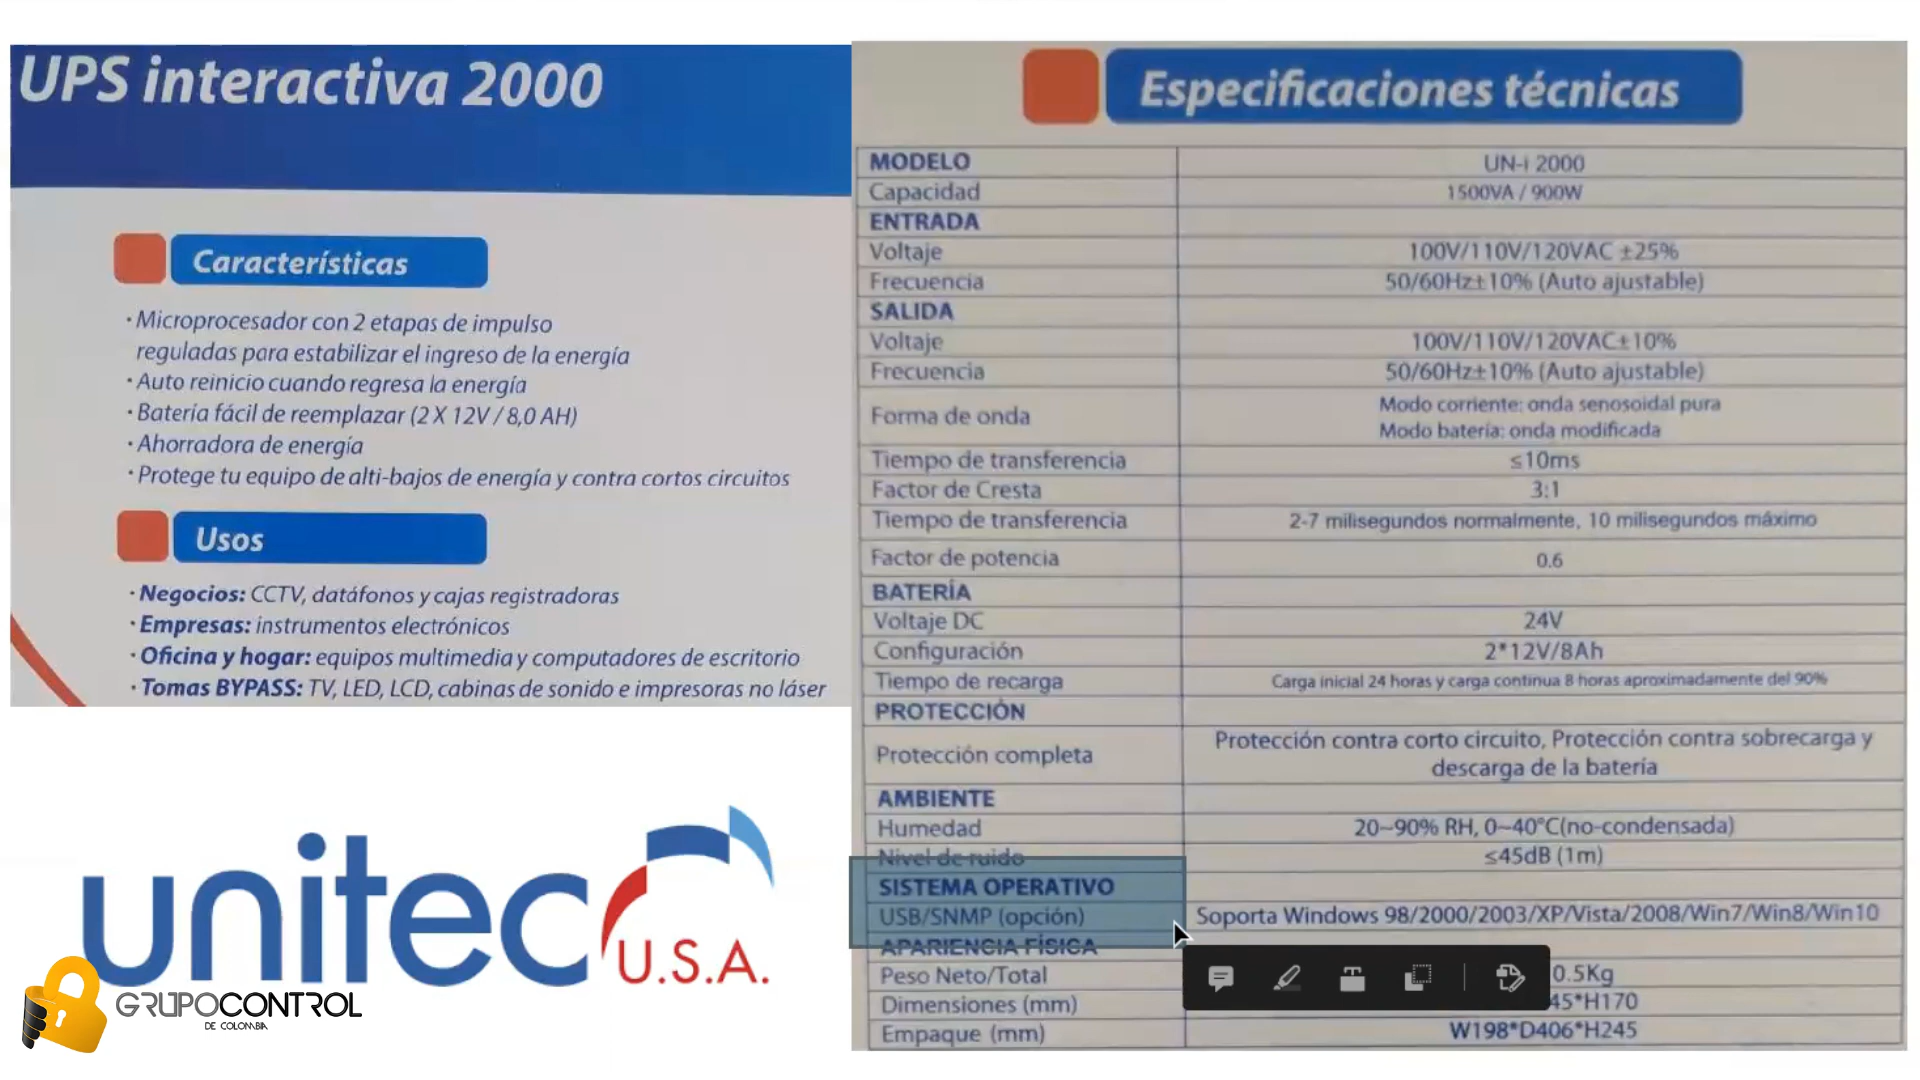 UPS interactiva 2000
Características
· Microprocesador con 2 etapas de impulso
reguladas para estabilizar el ingreso de la energía
· Auto reinicio cuando regresa la energía
· Batería fácil de reemplazar (2 X 12V / 8,0 AH)
· Ahorradora de energía
· Protege tu equipo de alti-bajos de energía y contra cortos circuitos
Usos
· Negocios: CCTV, datáfonos y cajas registradoras
· Empresas: instrumentos electrónicos
· Oficina y hogar: equipos multimedia y computadores de escritorio
· Tomas BYPASS: TV, LED, LCD, cabinas de sonido e impresoras no láser
unitec
U.S.A.
GRUPOCONTROL
DE COLOMBIA
Especificaciones técnicas
MODELO UN-i 2000
Capacidad 1500VA / 900W
ENTRADA
Voltaje 100V/110V/120VAC ±25%
Frecuencia 50/60Hz±10% (Auto ajustable)
SALIDA
Voltaje 100V/110V/120VAC±10%
Frecuencia 50/60Hz±10% (Auto ajustable)
Forma de onda Modo corriente: onda senosoidal pura
Modo batería: onda modificada
Tiempo de transferencia ≤10ms
Factor de Cresta 3:1
Tiempo de transferencia 2-7 milisegundos normalmente, 10 milisegundos máximo
Factor de potencia 0.6
BATERÍA
Voltaje DC 24V
Configuración 2*12V/8Ah
Tiempo de recarga Carga inicial 24 horas y carga continua 8 horas aproximadamente del 90%
PROTECCIÓN
Protección completa Protección contra corto circuito, Protección contra sobrecarga y
descarga de la batería
AMBIENTE
Humedad 20~90% RH, 0~40°C(no-condensada)
Nivel de ruido ≤45dB (1m)
SISTEMA OPERATIVO
USB/SNMP (opción) Soporta Windows 98/2000/2003/XP/Vista/2008/Win7/Win8/Win10
APARIENCIA FÍSICA
Peso Neto/Total 0.5Kg
Dimensiones (mm) 45*H170
Empaque (mm) W198*D406*H245